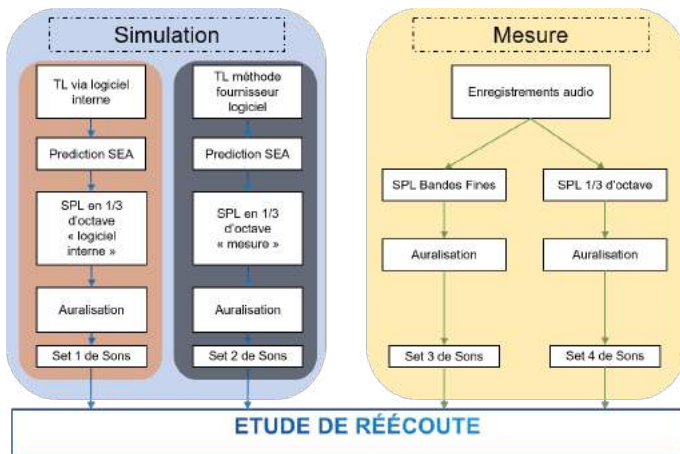 Simulation
TL via logiciel
interne
Prediction SEA
SPL en 1/3
d'octave
« logiciel
interne »
Auralisation
Set 1 de Sons
TL méthode
fournisseur
logiciel
Prediction SEA
SPL en 1/3
d'octave
« mesure »
Auralisation
Set 2 de Sons
Mesure
Enregistrements audio
SPL Bandes Fines
Auralisation
Set 3 de Sons
SPL 1/3 d'octave
Auralisation
Set 4 de Sons
ETUDE DE RÉÉCOUTE